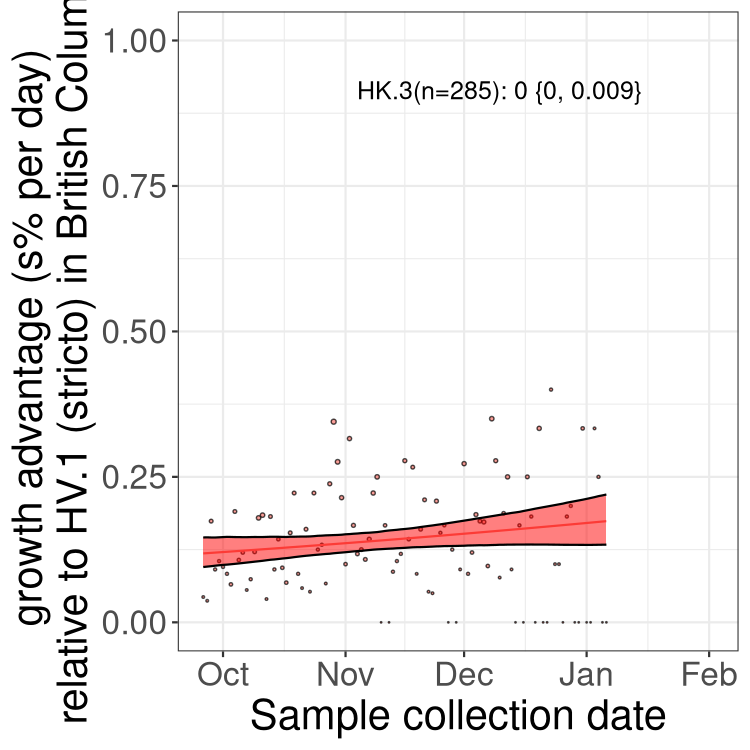 growth advantage (s% per day)
relative to HV.1 (stricto) in British Colum
1.00
0.75
0.50
0.25
0.00
HK.3(n=285): 0 {0, 0.009}
Oct Nov Dec Jan Feb
Sample collection date